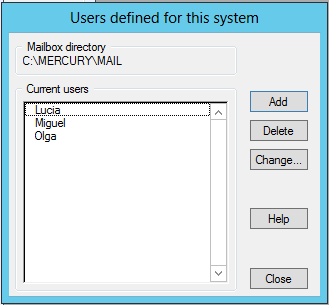 Users defined for this system
Mailbox directory
C:\MERCURY\MAIL
Current users
Lucia
Miguel
Olga
Add
Delete
Change...
Help
Close